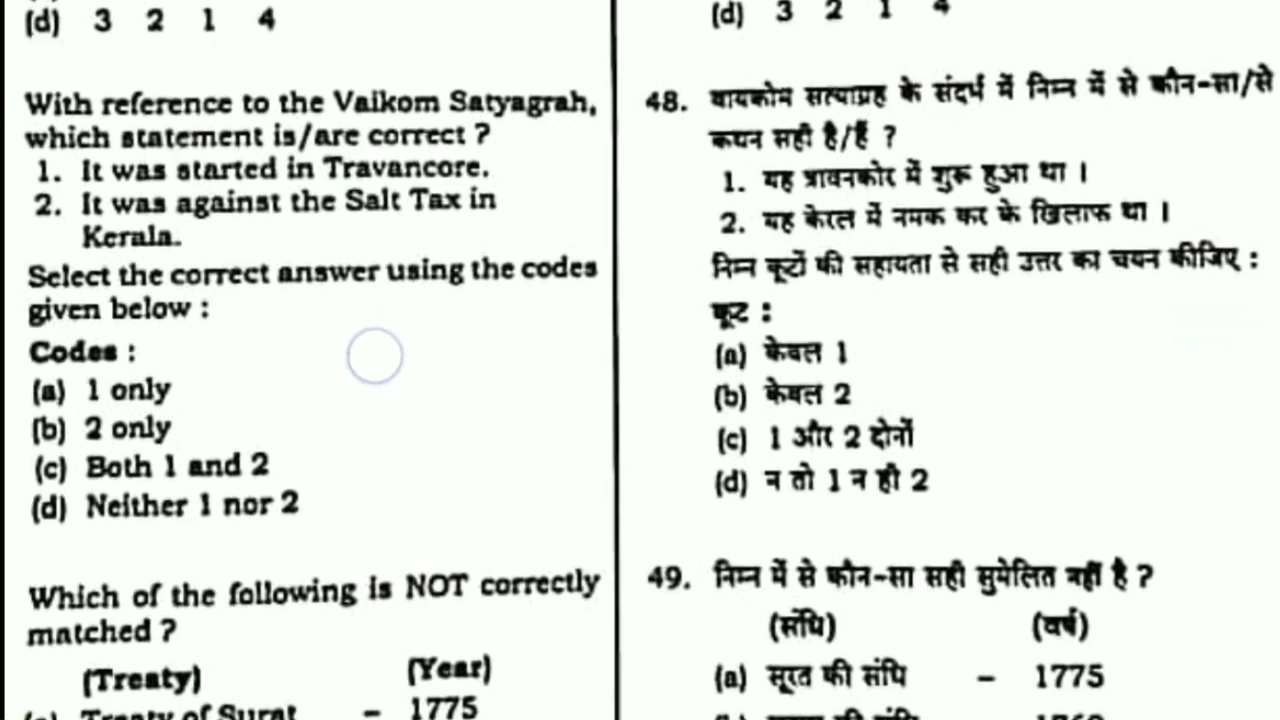 (d) 3 2 1 4
With reference to the Vaikom Satyagrah,
which statement is/are correct ?
1. It was started in Travancore.
2. It was against the Salt Tax in
Kerala.
Select the correct answer using the codes
given below :
Codes :
(a) 1 only
(b) 2 only
(c) Both 1 and 2
(d) Neither 1 nor 2
Which of the following is NOT correctly
matched ?
(Treaty) (Year)
(a) Treaty of Surat – 1775
(d) 3 2 1 4
48. वायकोम सत्याग्रह के संदर्भ में निम्न में से कौन-सा/से
कथन सही है/हैं ?
1. यह त्रावनकोर में शुरू हुआ था ।
2. यह केरल में नमक कर के खिलाफ था ।
निम्न कूटों की सहायता से सही उत्तर का चयन कीजिए :
कूट :
(a) केवल 1
(b) केवल 2
(c) 1 और 2 दोनों
(d) न तो 1 न ही 2
49. निम्न में से कौन-सा सही सुमेलित नहीं है ?
(संधि) (वर्ष)
(a) सूरत की संधि – 1775